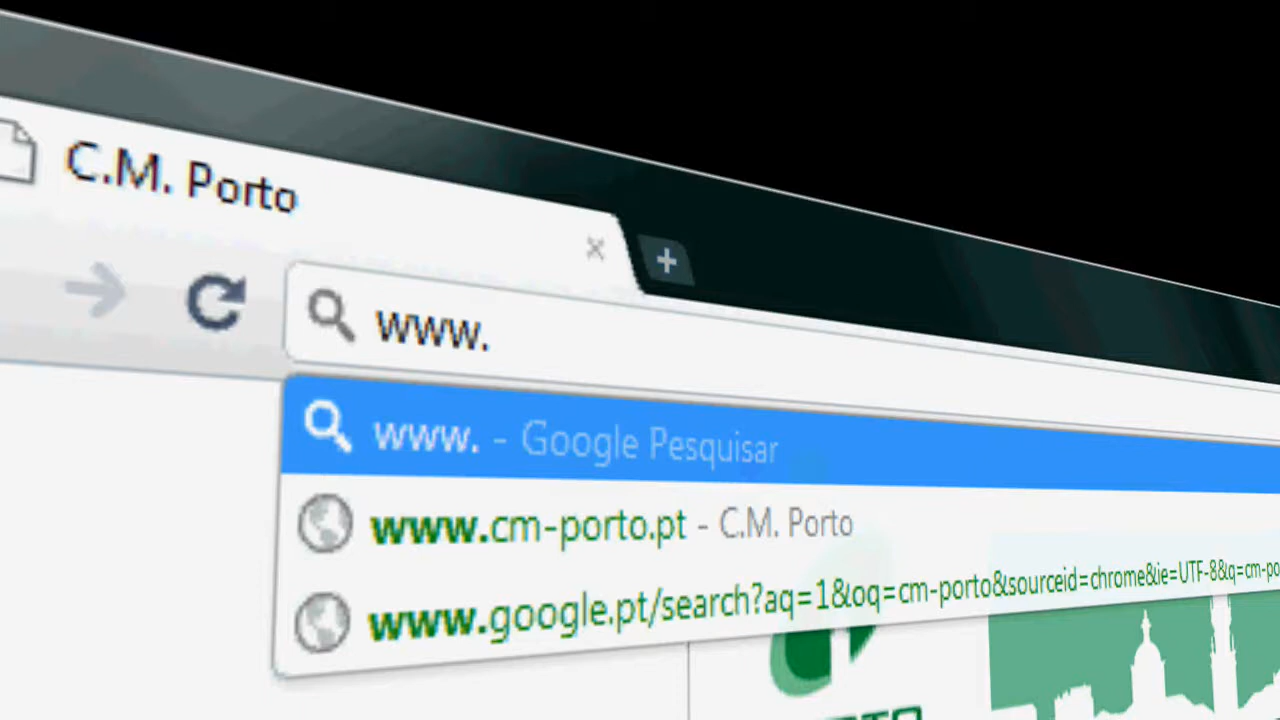 C.M. Porto
www.
www. - Google Pesquisar
www.cm-porto.pt - C.M. Porto
www.google.pt/search?aq=1&oq=cm-porto&sourceid=chrome&ie=UTF-8&q=cm-po